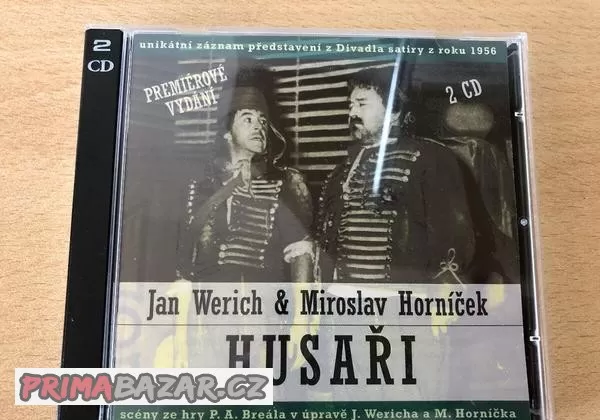 2
CD
unikátní záznam představení z Divadla satiry z roku 1956
PREMIÉROVÉ
VYDÁNÍ
2 CD
Jan Werich & Miroslav Horníček
HUSAŘI
PRIMABAZAR.CZ
scény ze hry P. A. Breála v úpravě J. Wericha a M. Horníčka